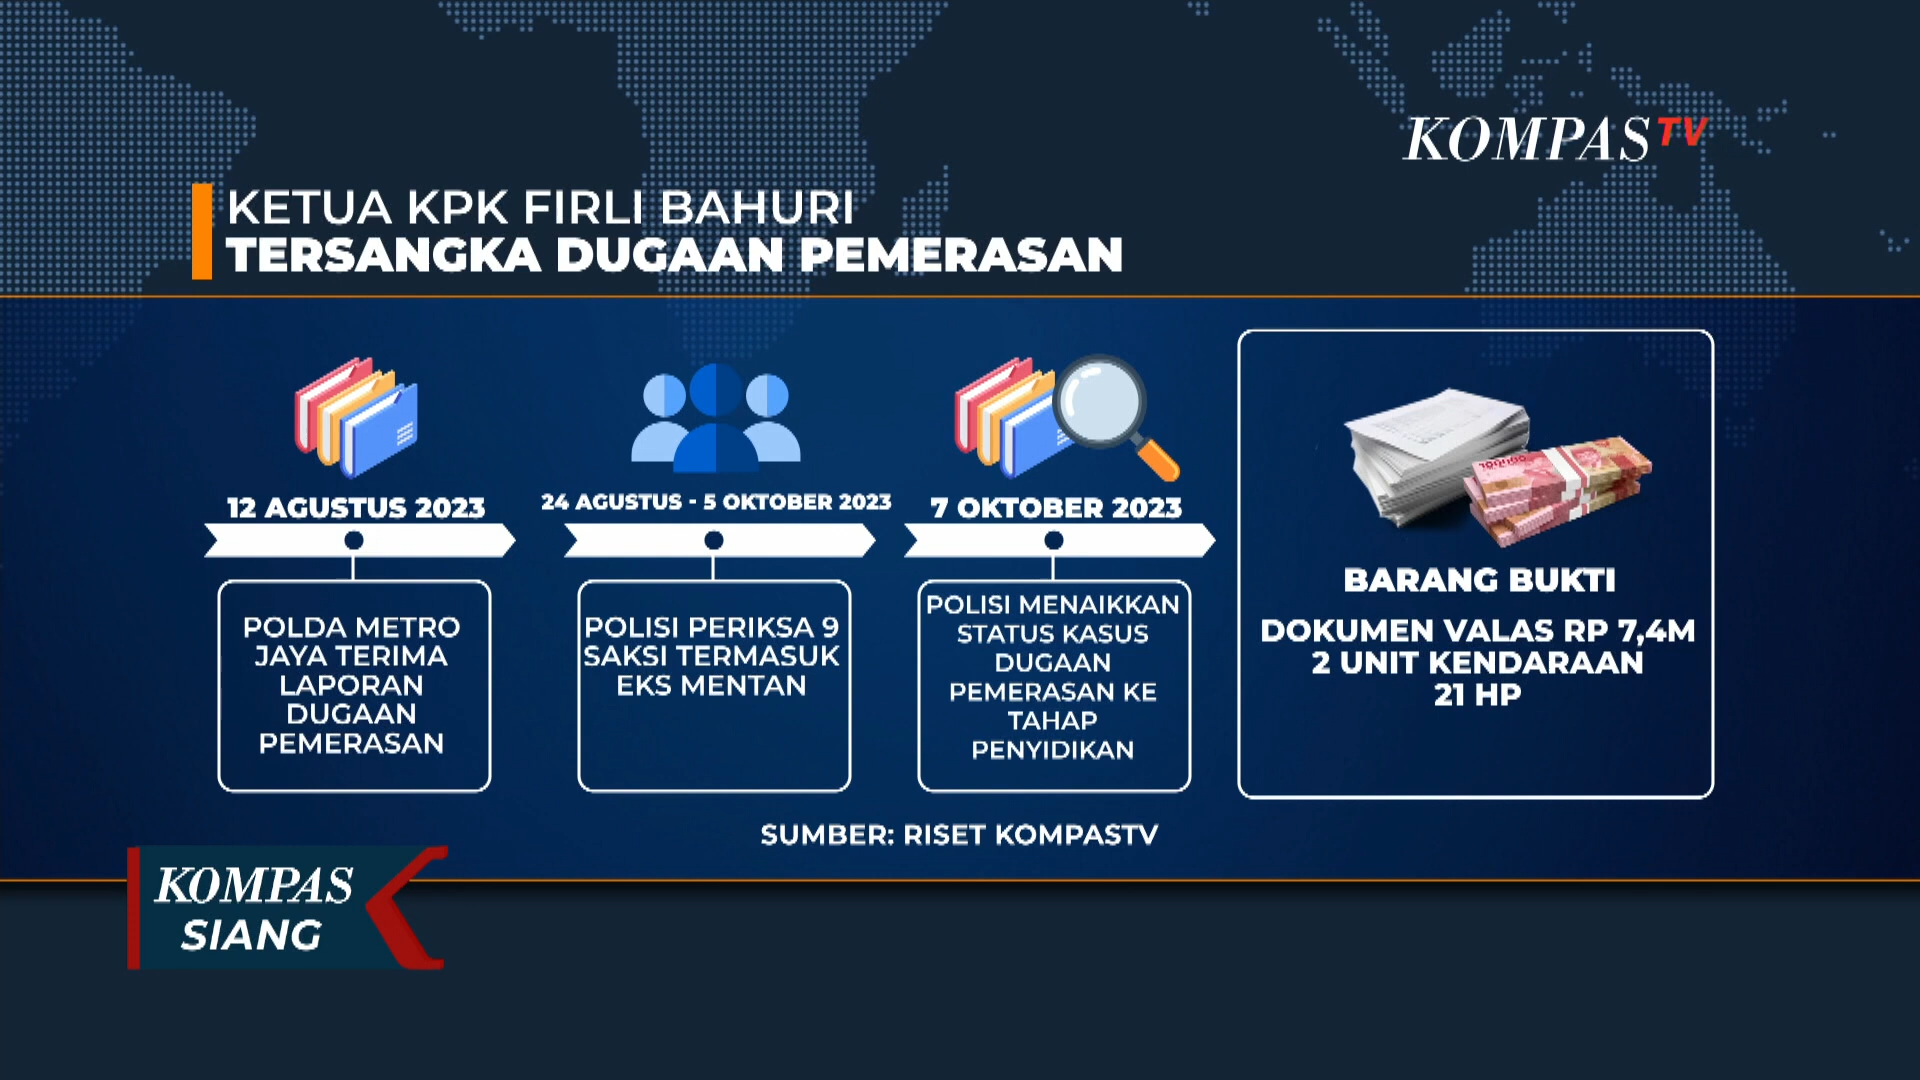 KOMPAS TV
KETUA KPK FIRLI BAHURI
TERSANGKA DUGAAN PEMERASAN
12 AGUSTUS 2023
POLDA METRO
JAYA TERIMA
LAPORAN
DUGAAN
PEMERASAN
24 AGUSTUS - 5 OKTOBER 2023
POLISI PERIKSA 9
SAKSI TERMASUK
EKS MENTAN
7 OKTOBER 2023
POLISI MENAIKKAN
STATUS KASUS
DUGAAN
PEMERASAN KE
TAHAP
PENYIDIKAN
BARANG BUKTI
DOKUMEN VALAS RP 7,4M
2 UNIT KENDARAAN
21 HP
SUMBER: RISET KOMPASTV
KOMPAS
SIANG